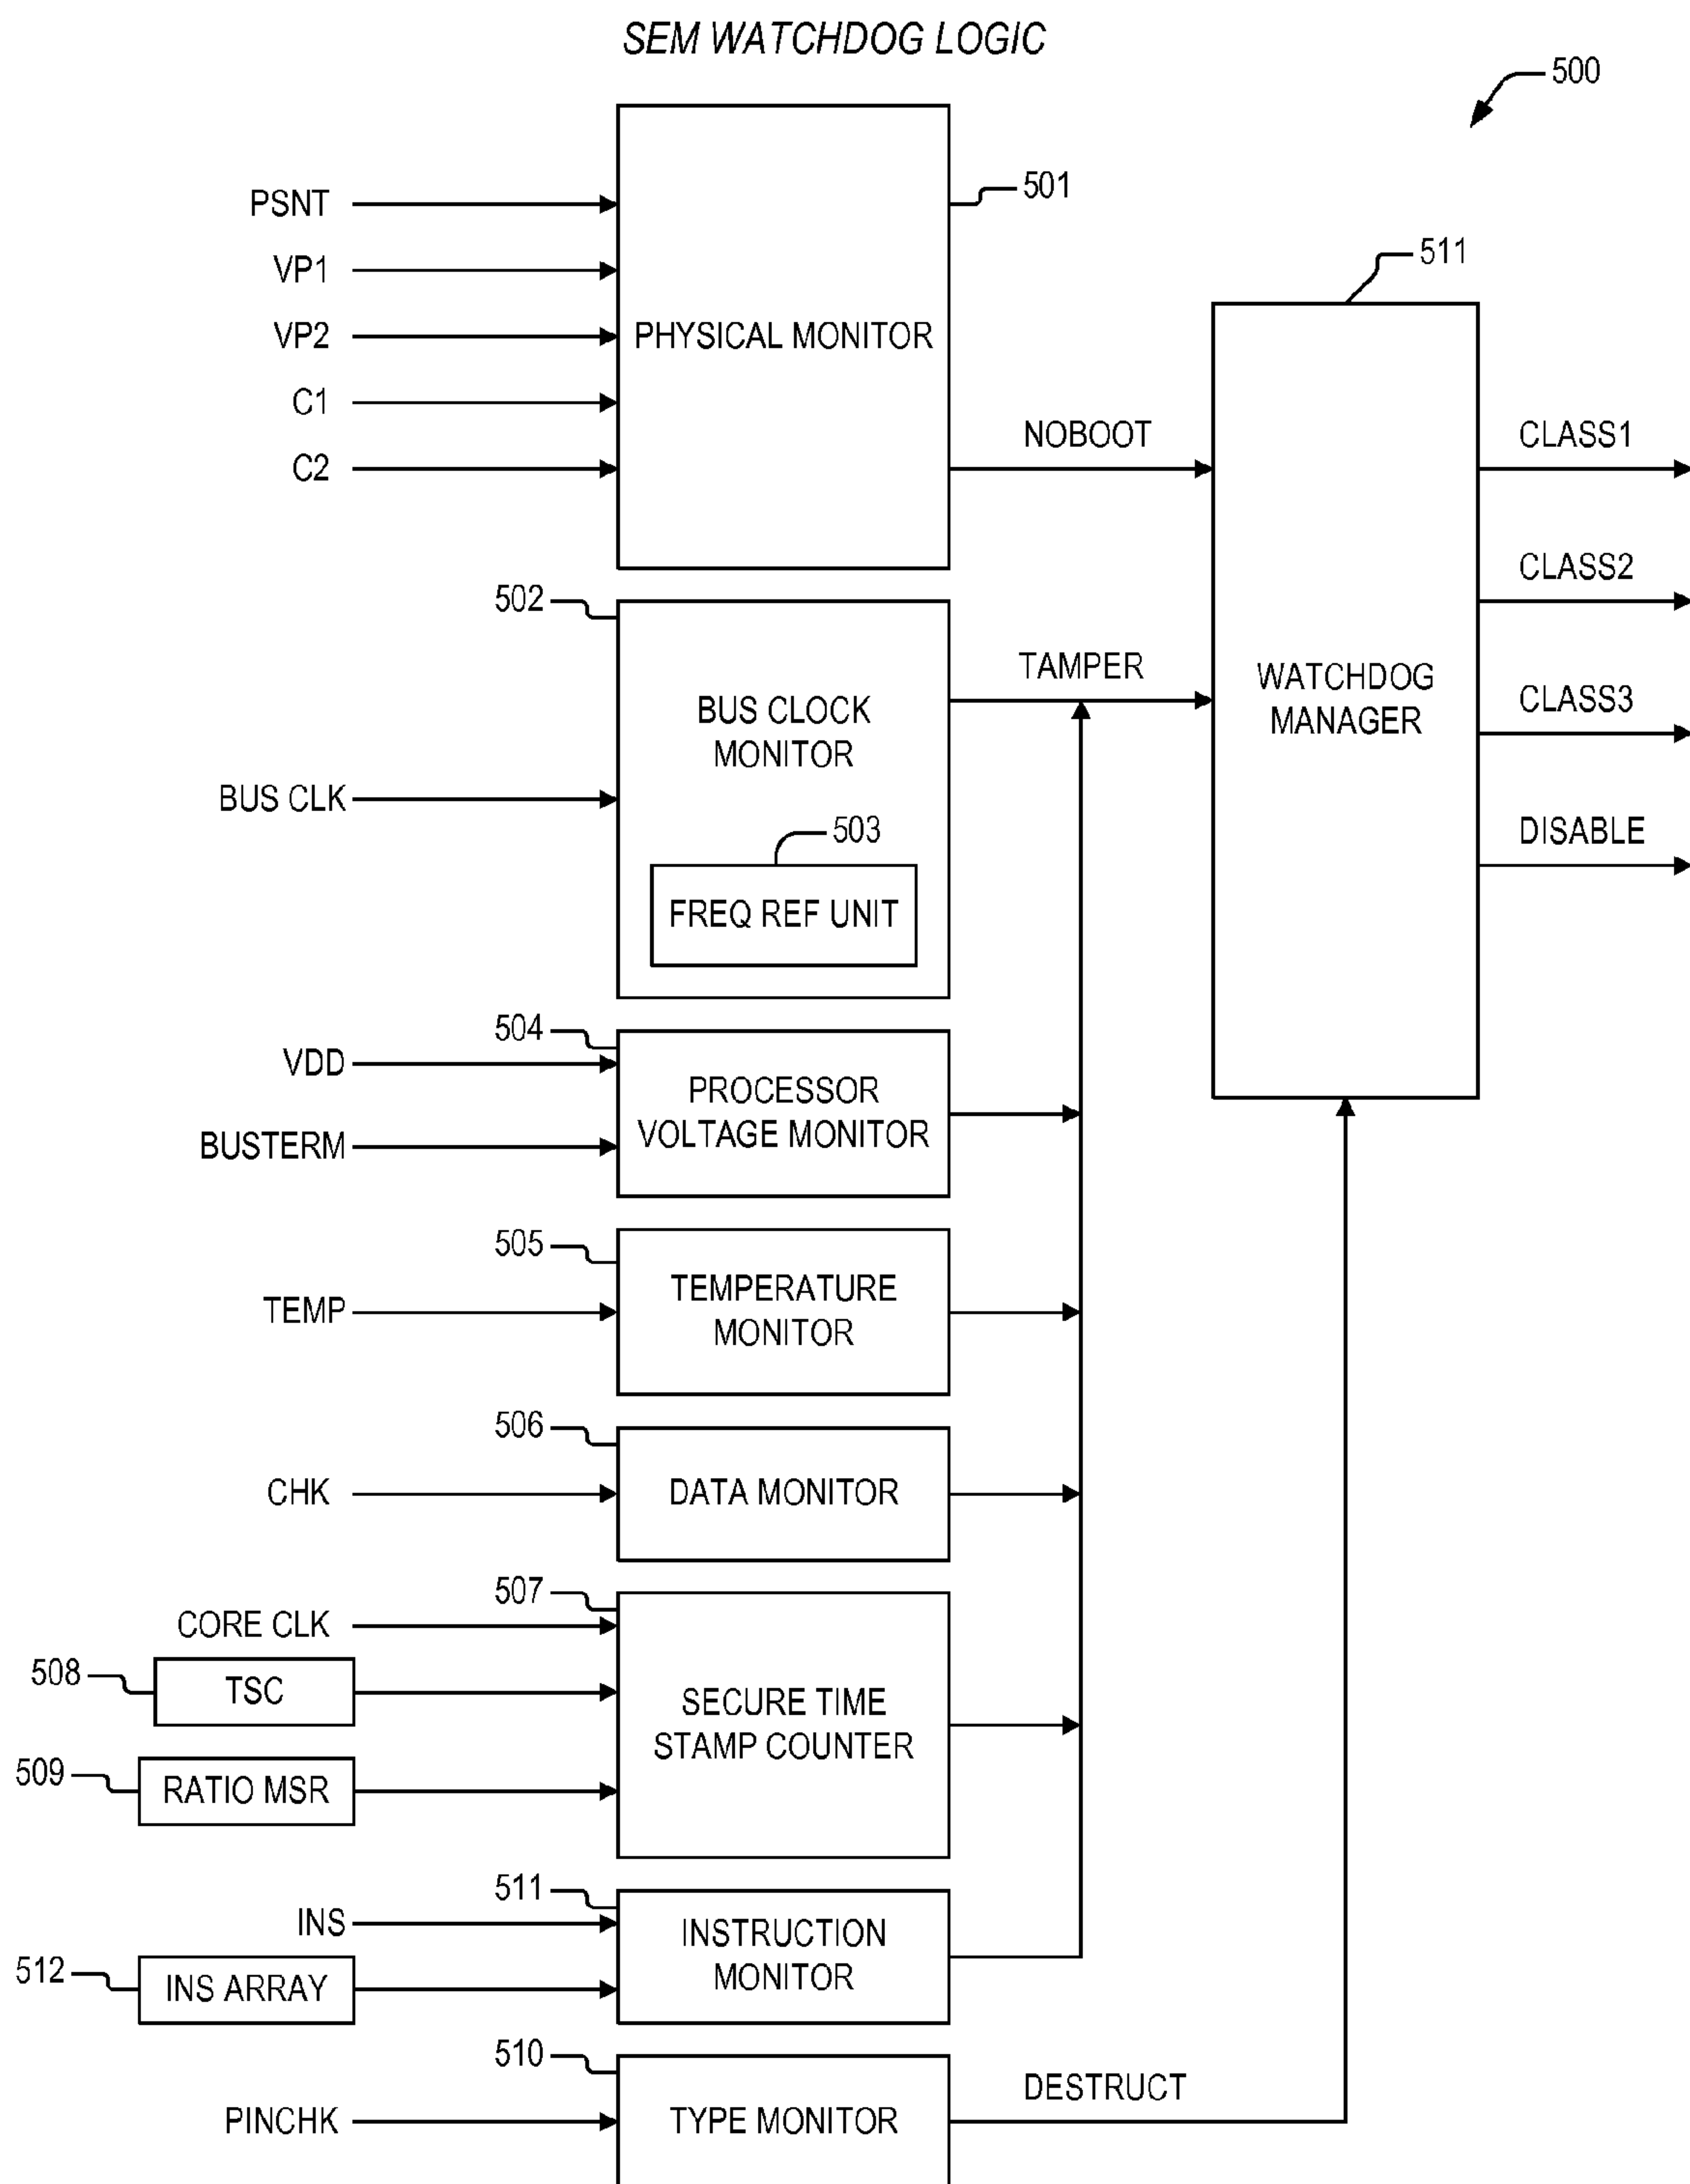 SEM WATCHDOG LOGIC
500
501
PSNT
VP1
VP2
C1
C2
PHYSICAL MONITOR
NOBOOT
511
WATCHDOG
MANAGER
CLASS1
CLASS2
CLASS3
DISABLE
502
BUS CLK
BUS CLOCK
MONITOR
503
FREQ REF UNIT
TAMPER
504
VDD
BUSTERM
PROCESSOR
VOLTAGE MONITOR
505
TEMP
TEMPERATURE
MONITOR
506
CHK
DATA MONITOR
507
CORE CLK
508
TSC
509
RATIO MSR
SECURE TIME
STAMP COUNTER
511
INS
512
INS ARRAY
INSTRUCTION
MONITOR
510
PINCHK
TYPE MONITOR
DESTRUCT